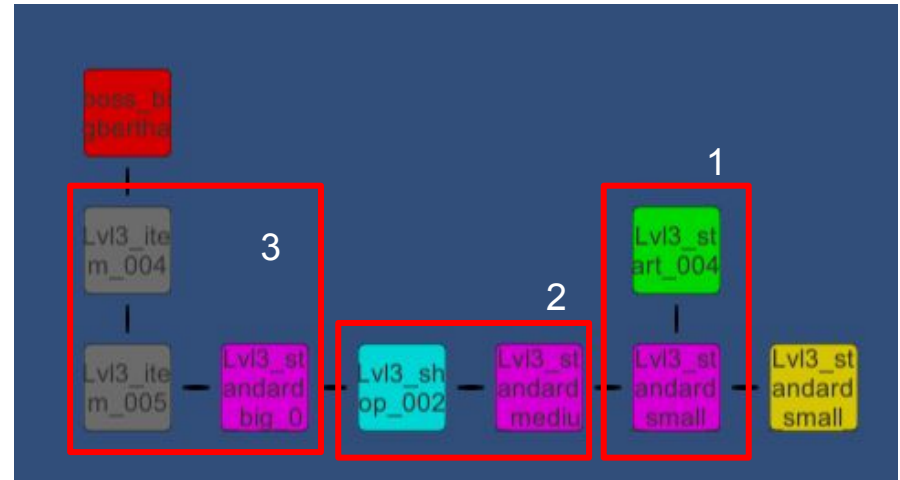 boss_bi
gbertha
1
Lvl3_ite
m_004
3
Lvl3_st
art_004
2
Lvl3_ite
m_005
Lvl3_st
andard
big_0
Lvl3_sh
op_002
Lvl3_st
andard
mediu
Lvl3_st
andard
small
Lvl3_st
andard
small